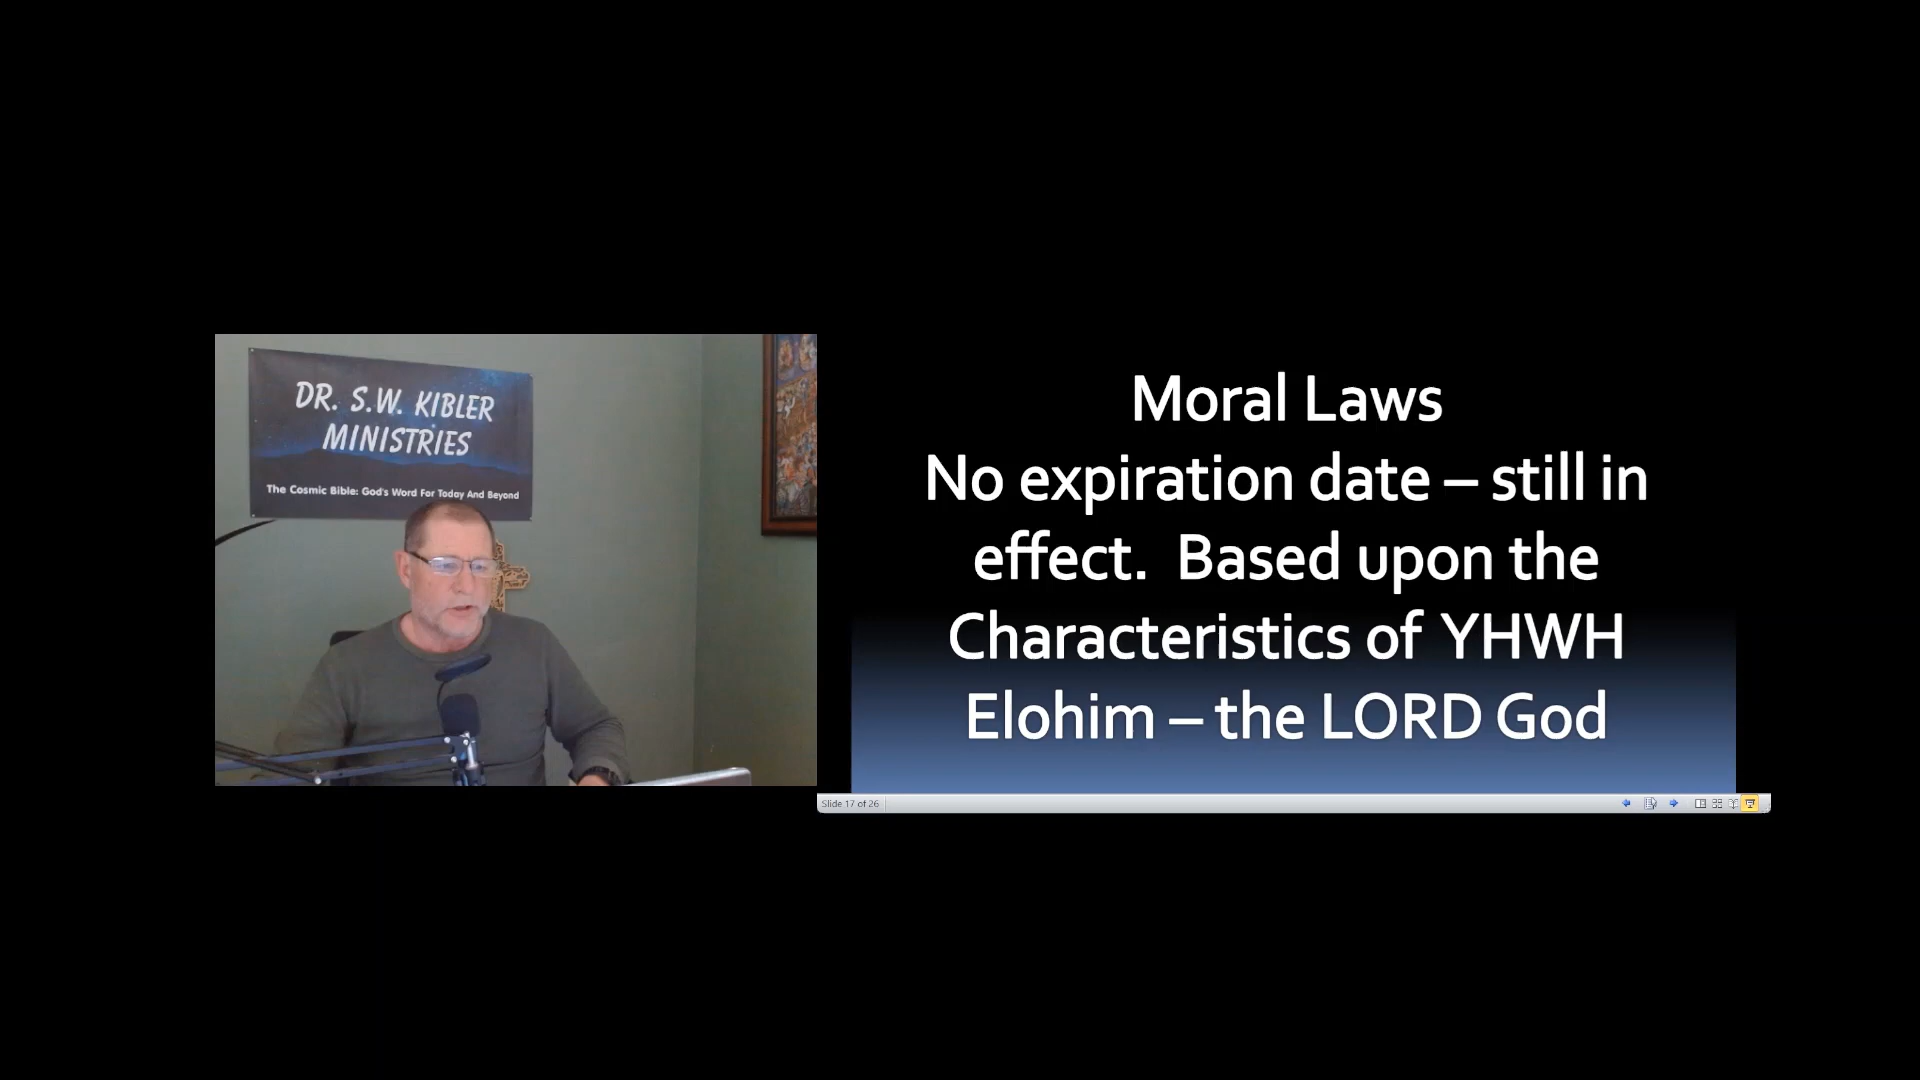 DR. S.W. KIBLER
MINISTRIES
The Cosmic Bible: God's Word For Today And Beyond
Moral Laws
No expiration date – still in
effect.  Based upon the
Characteristics of YHWH
Elohim – the LORD God
Slide 17 of 26